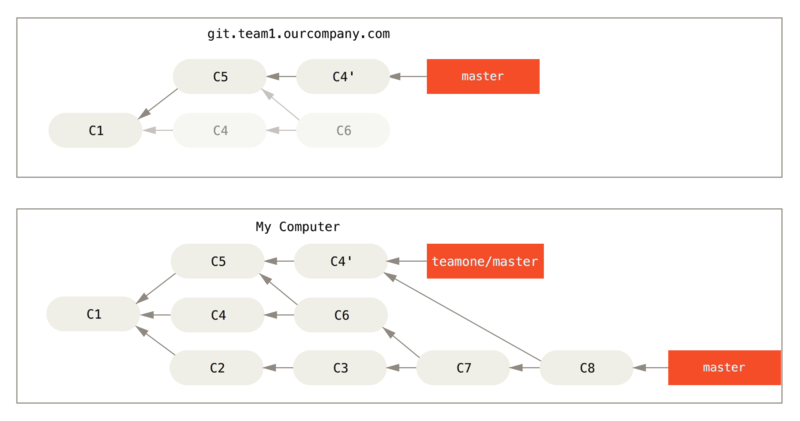 git.team1.ourcompany.com
C5 C4' master
C1 C4 C6
My Computer
C5 C4' teamone/master
C1 C4 C6
C2 C3 C7 C8 master